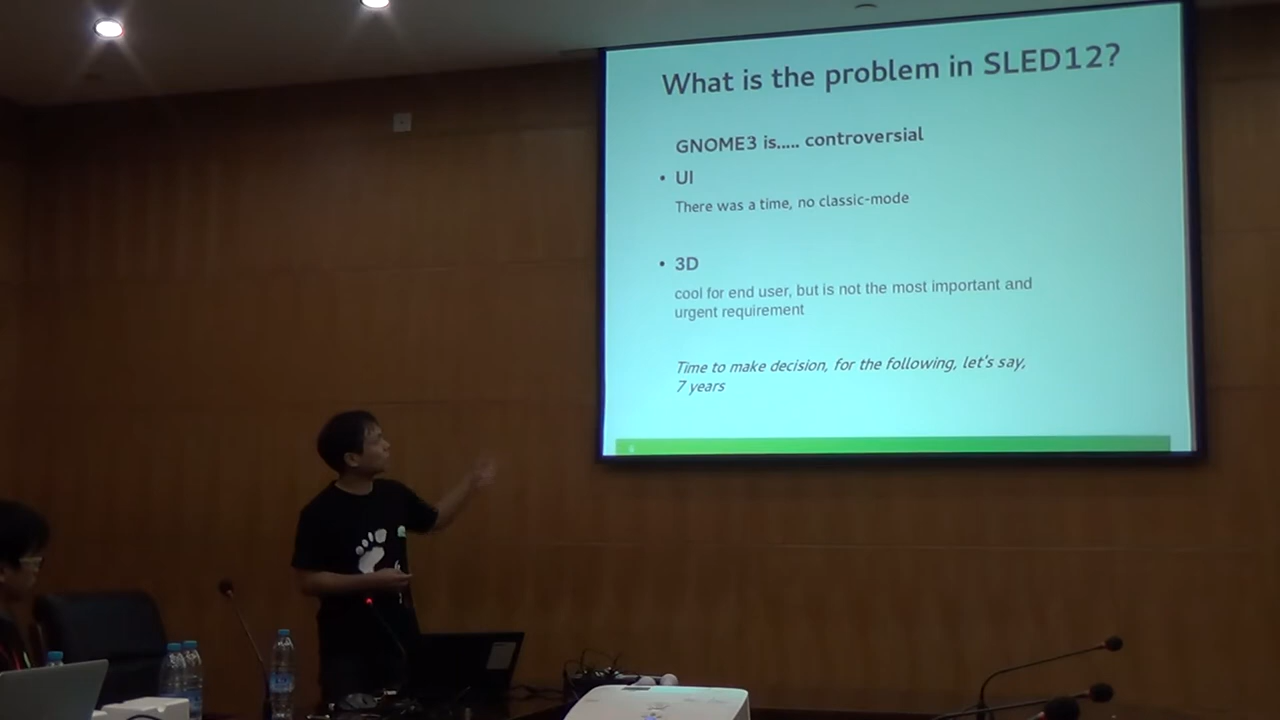 What is the problem in SLED12?
GNOME3 is..... controversial
• UI
There was a time, no classic-mode
• 3D
cool for end user, but is not the most important and
urgent requirement
Time to make decision, for the following, let's say,
7 years